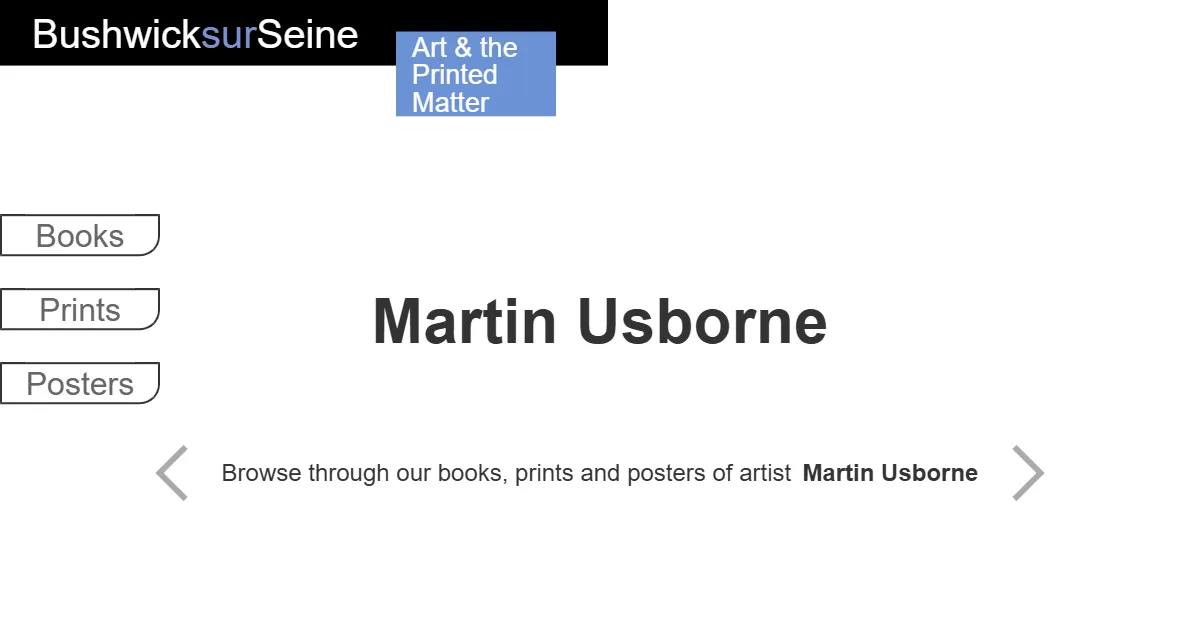 BushwicksurSeine
Art & the
Printed
Matter
Books
Prints
Posters
Martin Usborne
Browse through our books, prints and posters of artist Martin Usborne